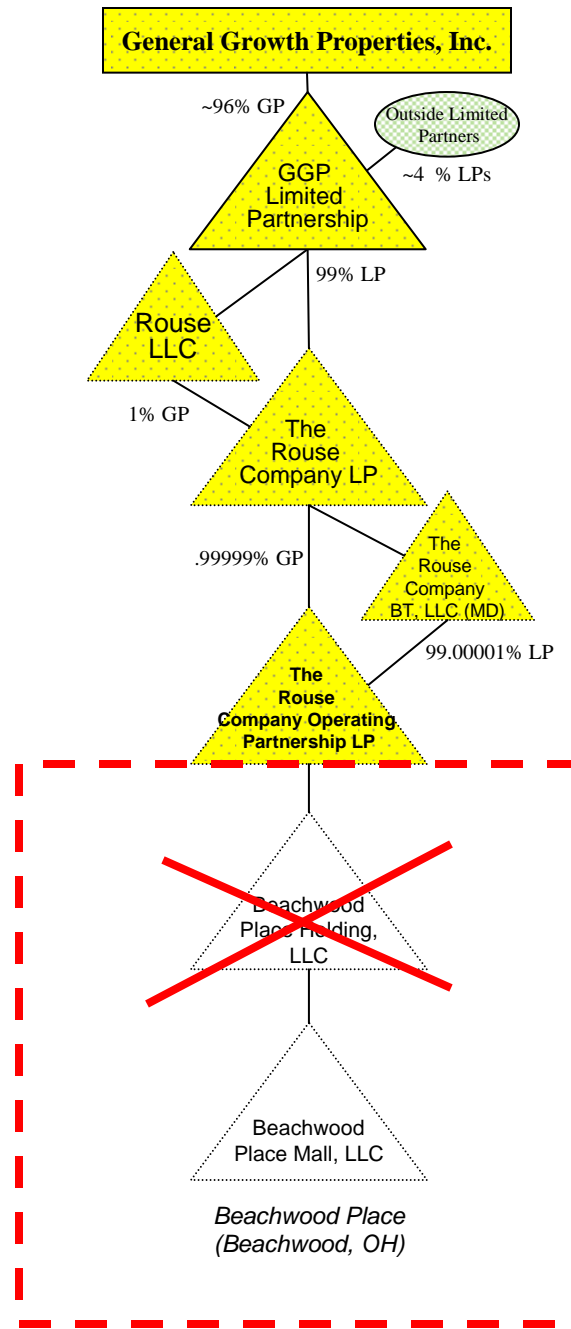 General Growth Properties, Inc.
~96% GP
Outside Limited
Partners
~4 % LPs
GGP
Limited
Partnership
99% LP
Rouse
LLC
1% GP
The
Rouse
Company LP
.99999% GP
The
Rouse
Company
BT, LLC (MD)
99.00001% LP
The
Rouse
Company Operating
Partnership LP
Beachwood
Place Holding,
LLC
Beachwood
Place Mall, LLC
Beachwood Place
(Beachwood, OH)